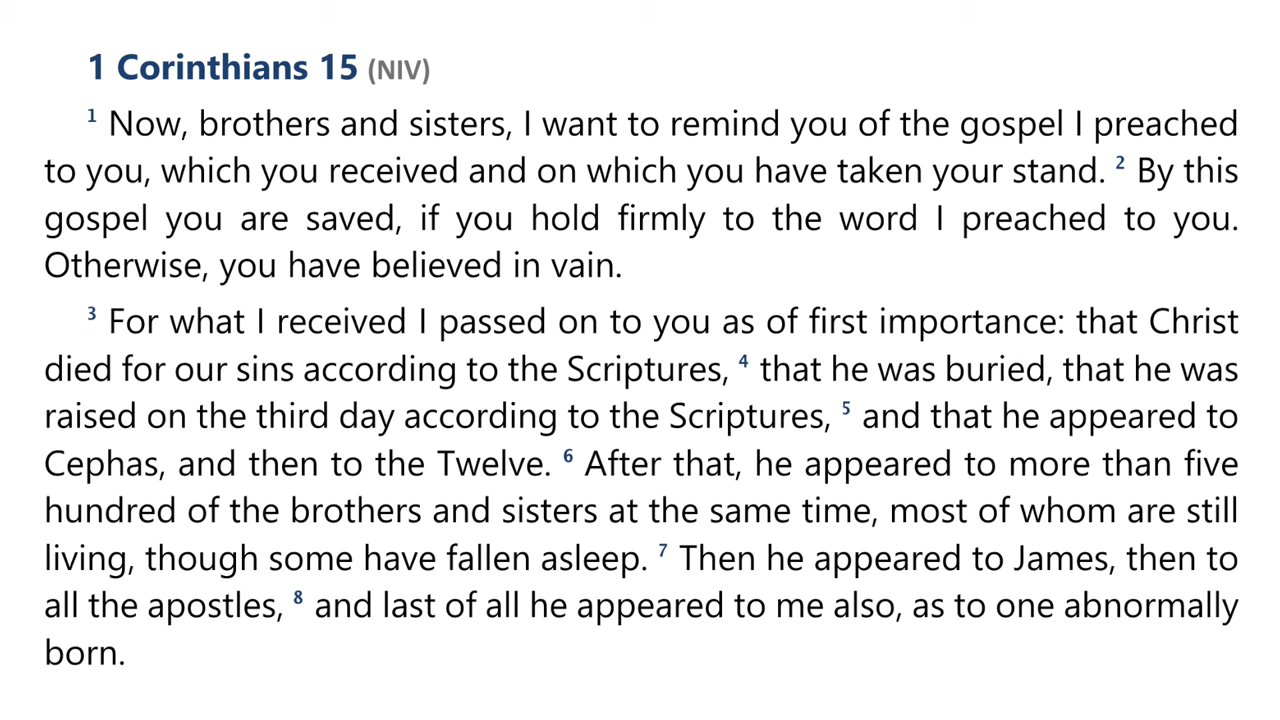 1 Corinthians 15 (NIV)
1 Now, brothers and sisters, I want to remind you of the gospel I preached
to you, which you received and on which you have taken your stand. 2 By this
gospel you are saved, if you hold firmly to the word I preached to you.
Otherwise, you have believed in vain.
3 For what I received I passed on to you as of first importance: that Christ
died for our sins according to the Scriptures, 4 that he was buried, that he was
raised on the third day according to the Scriptures, 5 and that he appeared to
Cephas, and then to the Twelve. 6 After that, he appeared to more than five
hundred of the brothers and sisters at the same time, most of whom are still
living, though some have fallen asleep. 7 Then he appeared to James, then to
all the apostles, 8 and last of all he appeared to me also, as to one abnormally
born.